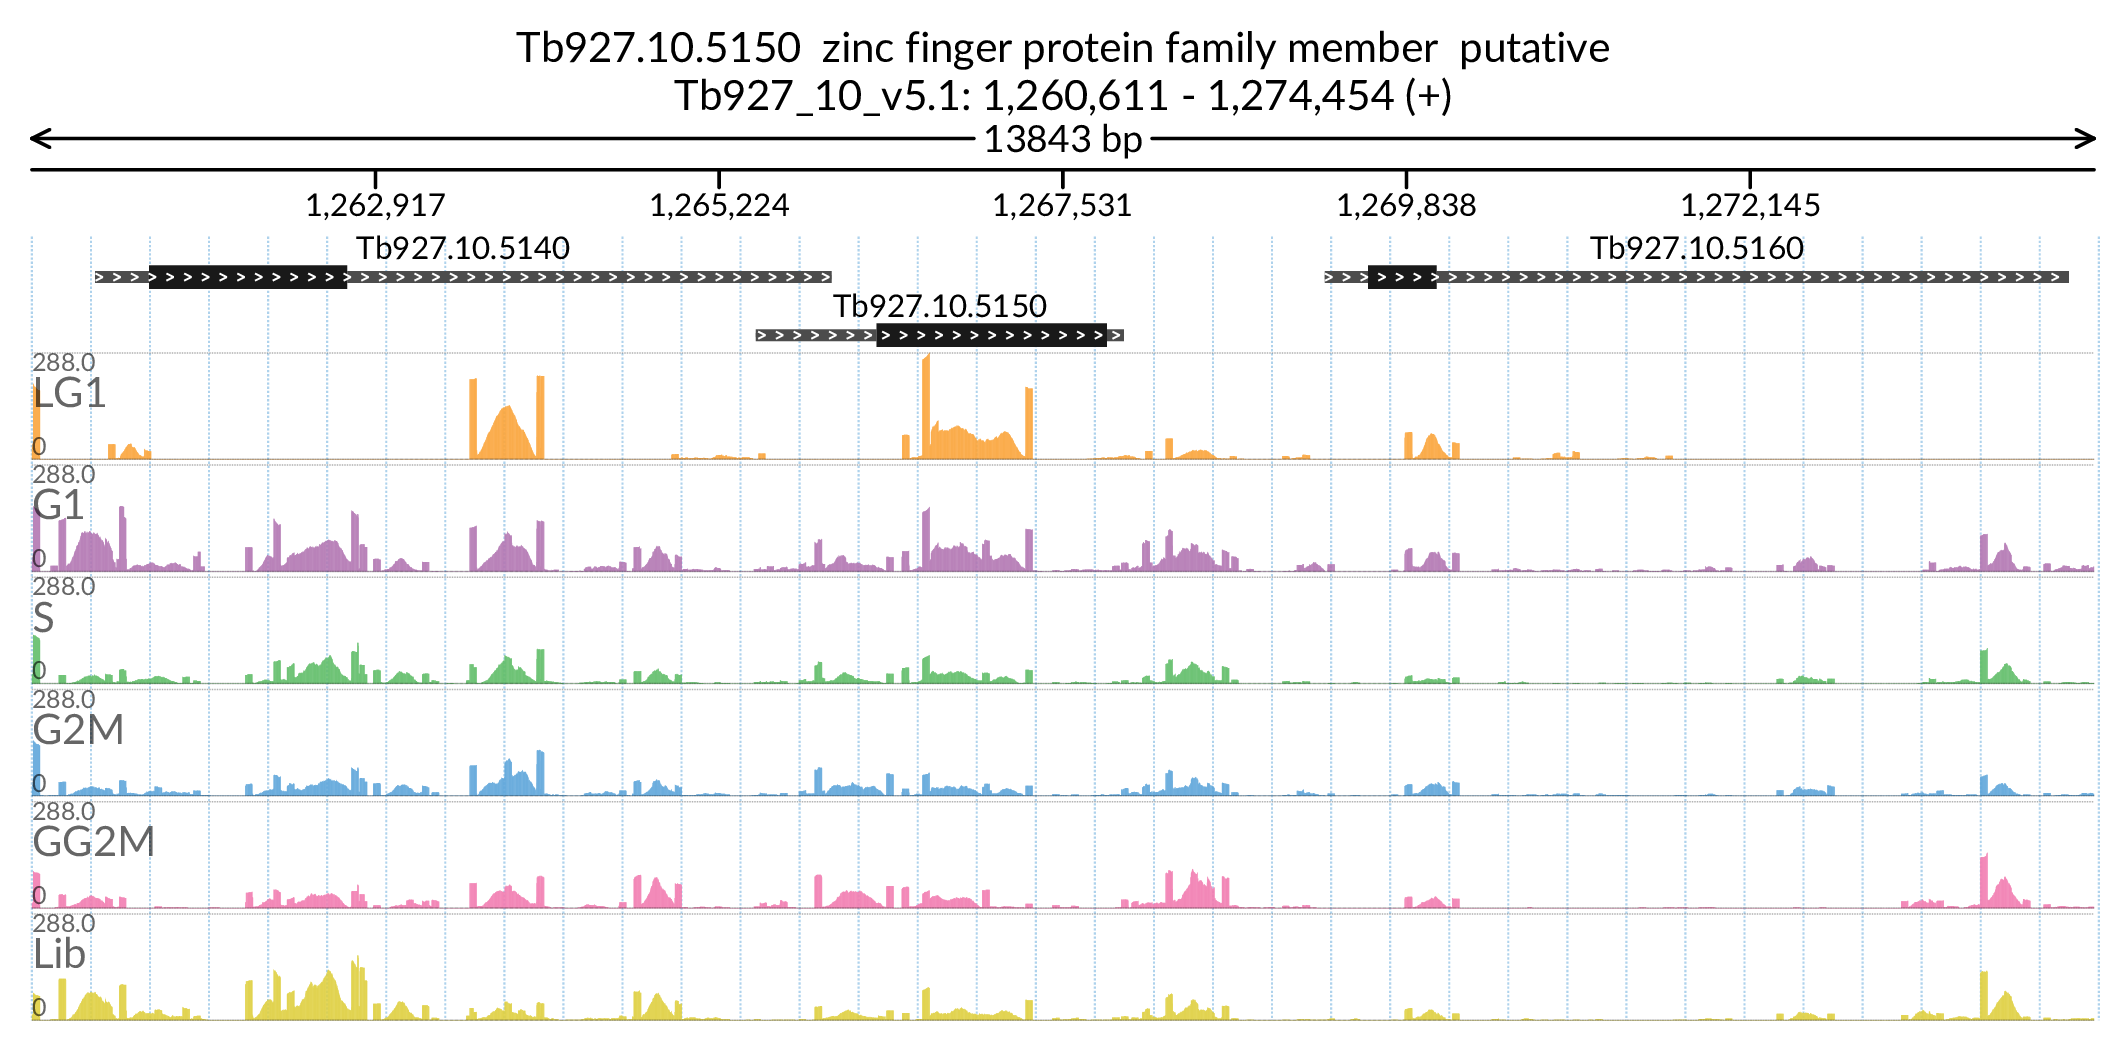 Tb927.10.5150  zinc finger protein family member  putative
Tb927_10_v5.1: 1,260,611 - 1,274,454 (+)
13843 bp
1,262,917 1,265,224 1,267,531 1,269,838 1,272,145
Tb927.10.5140 Tb927.10.5160
Tb927.10.5150
288.0
LG1
0
288.0
G1
0
288.0
S
0
288.0
G2M
0
288.0
GG2M
0
288.0
Lib
0